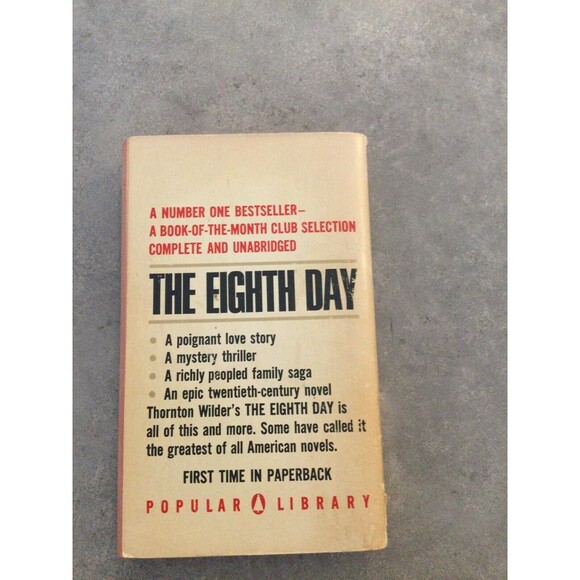 A NUMBER ONE BESTSELLER–
A BOOK-OF-THE-MONTH CLUB SELECTION
COMPLETE AND UNABRIDGED
THE EIGHTH DAY
• A poignant love story
• A mystery thriller
• A richly peopled family saga
• An epic twentieth-century novel
Thornton Wilder's THE EIGHTH DAY is
all of this and more. Some have called it
the greatest of all American novels.
FIRST TIME IN PAPERBACK
POPULAR LIBRARY